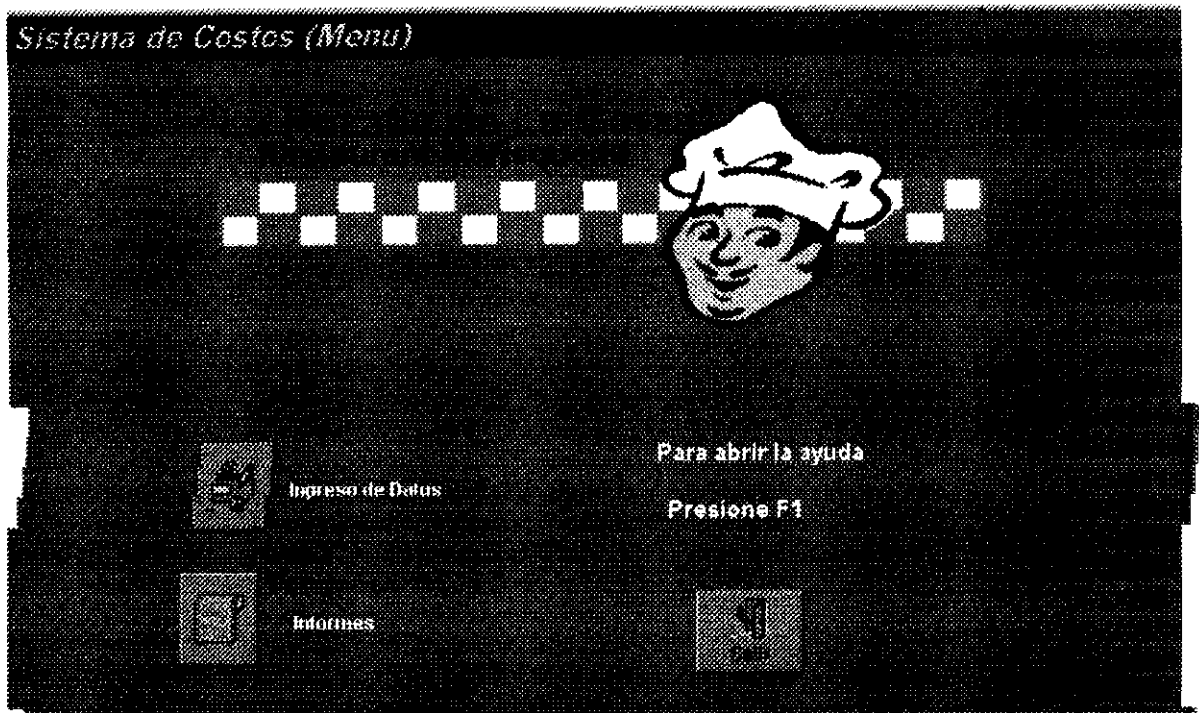 Sistema de Costos (Menu)
Para abrir la ayuda
Ingreso de Datos
Presione F1
Informes